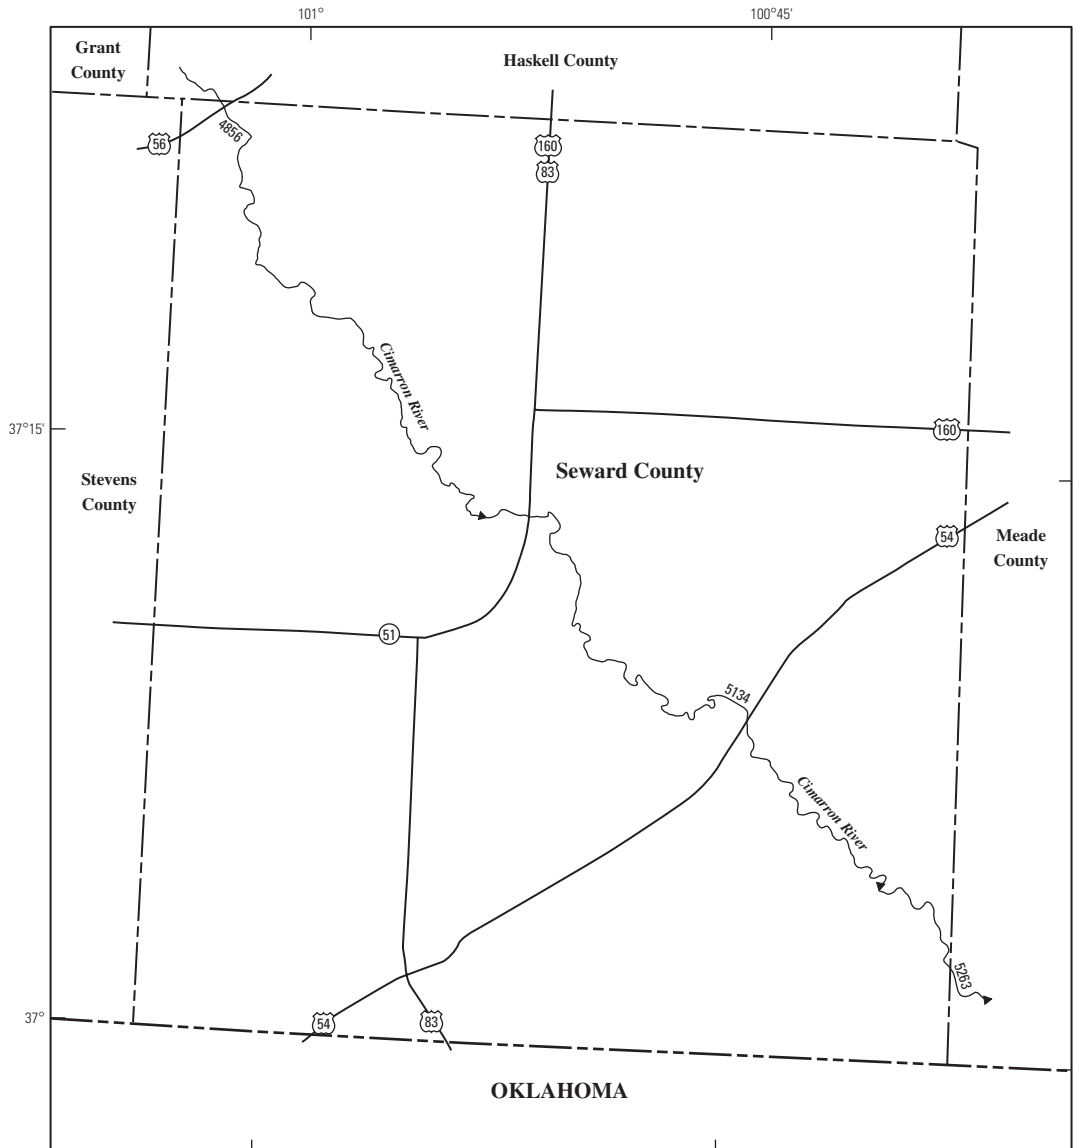 101°
100°45'
Grant
County
Haskell County
4856
56
160
83
Cimarron River
37°15'
160
Seward County
Stevens
County
54
Meade
County
51
5134
Cimarron River
5263
37°
54
83
OKLAHOMA